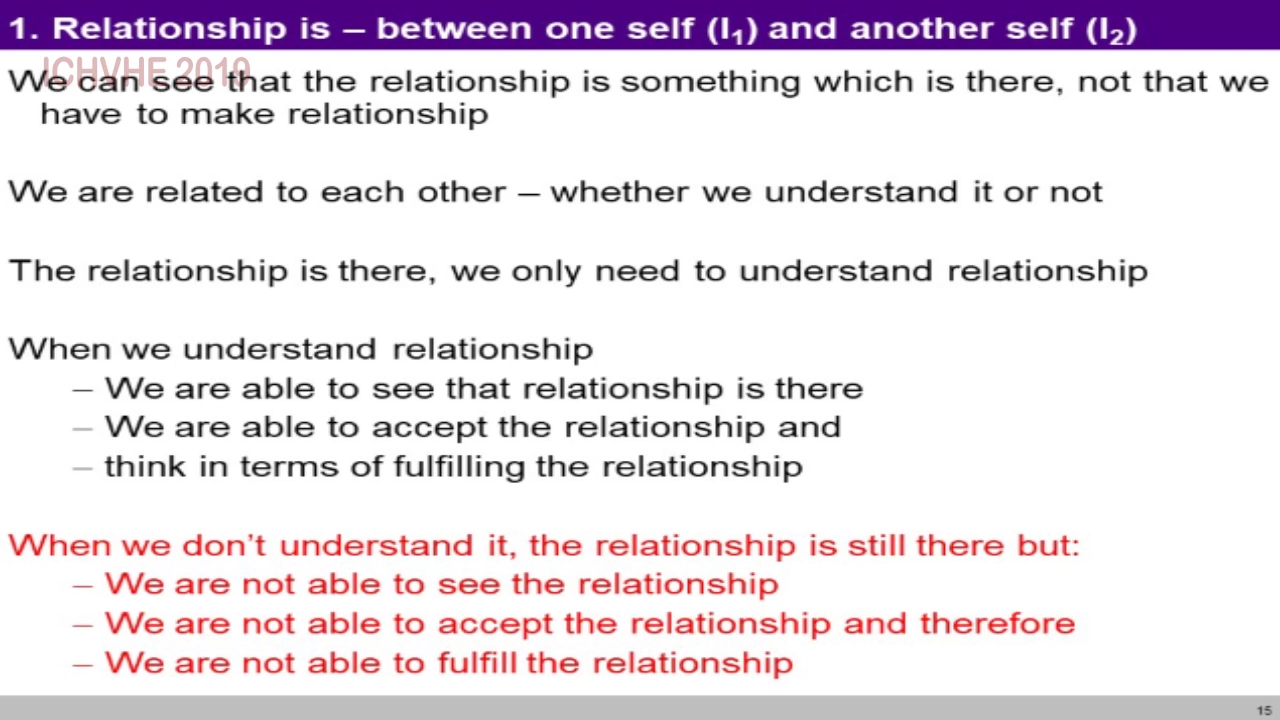 1. Relationship is – between one self (I₁) and another self (I₂)
ICHVHE 2019
We can see that the relationship is something which is there, not that we
have to make relationship
We are related to each other – whether we understand it or not
The relationship is there, we only need to understand relationship
When we understand relationship
– We are able to see that relationship is there
– We are able to accept the relationship and
– think in terms of fulfilling the relationship
When we don’t understand it, the relationship is still there but:
– We are not able to see the relationship
– We are not able to accept the relationship and therefore
– We are not able to fulfill the relationship
15